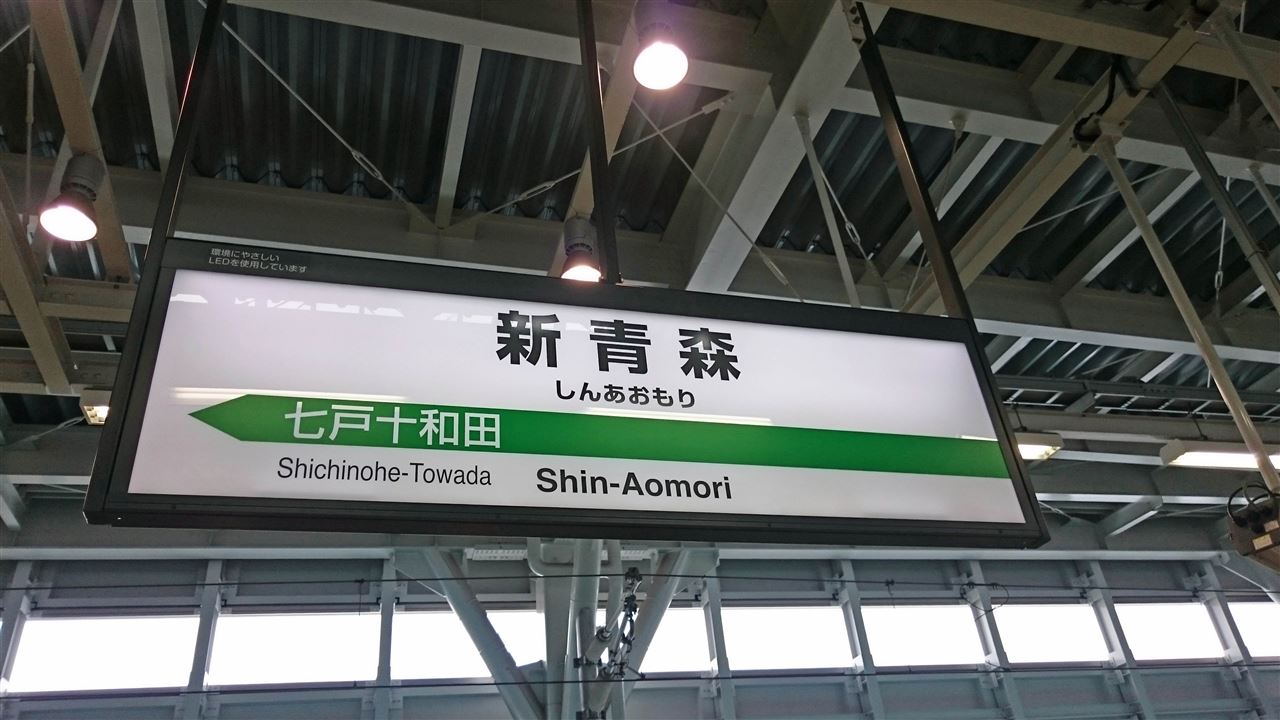 環境にやさしい
LEDを使用しています
新青森
しんあおもり
七戸十和田
Shichinohe-Towada
Shin-Aomori